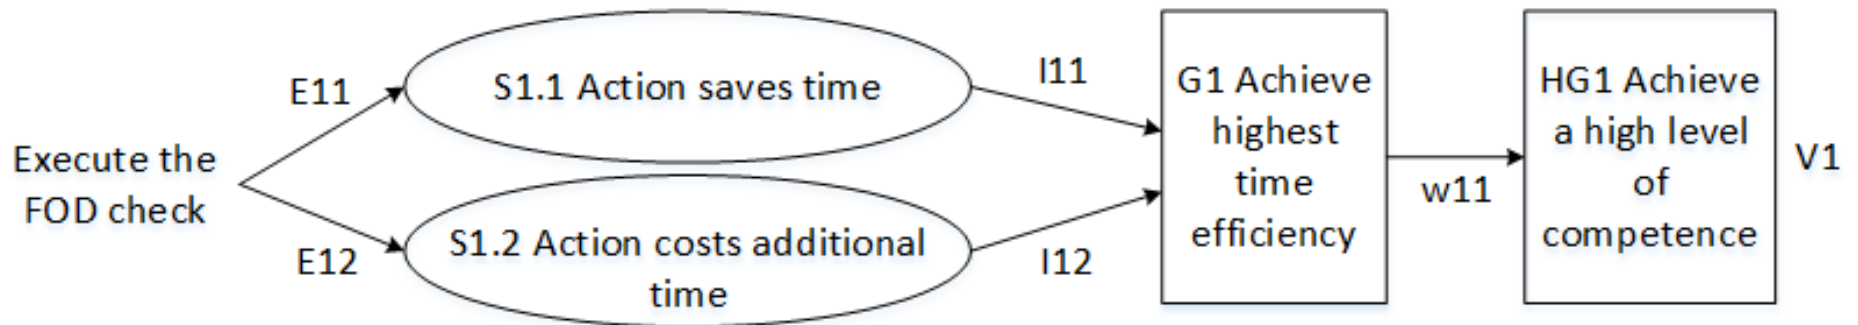 Execute the
FOD check
E11
E12
S1.1 Action saves time
S1.2 Action costs additional
time
I11
I12
G1 Achieve
highest
time
efficiency
w11
HG1 Achieve
a high level
of
competence
V1